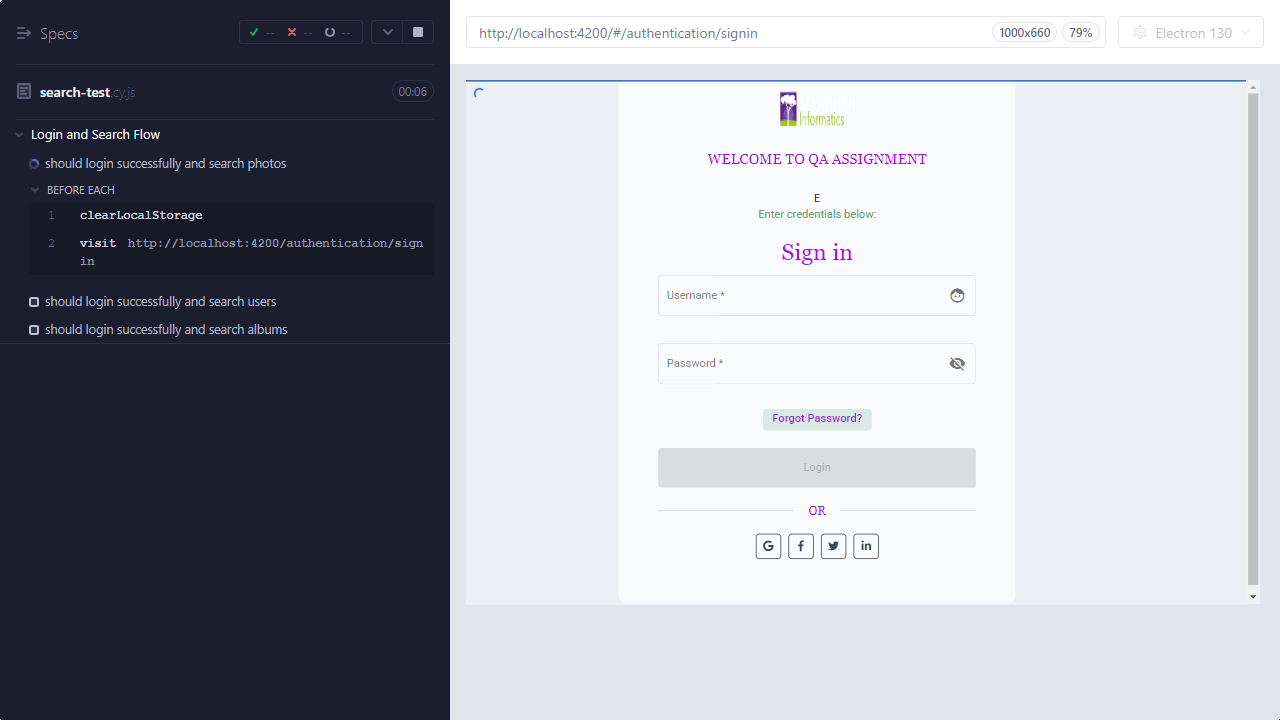 Specs
--
--
--
search-test.cy.js
00:06
Login and Search Flow
should login successfully and search photos
BEFORE EACH
1 clearLocalStorage
2 visit http://localhost:4200/authentication/sign
in
should login successfully and search users
should login successfully and search albums
http://localhost:4200/#/authentication/signin
1000x660
79%
Electron 130
Informatics
WELCOME TO QA ASSIGNMENT
E
Enter credentials below:
Sign in
Username *
Password *
Forgot Password?
Login
OR